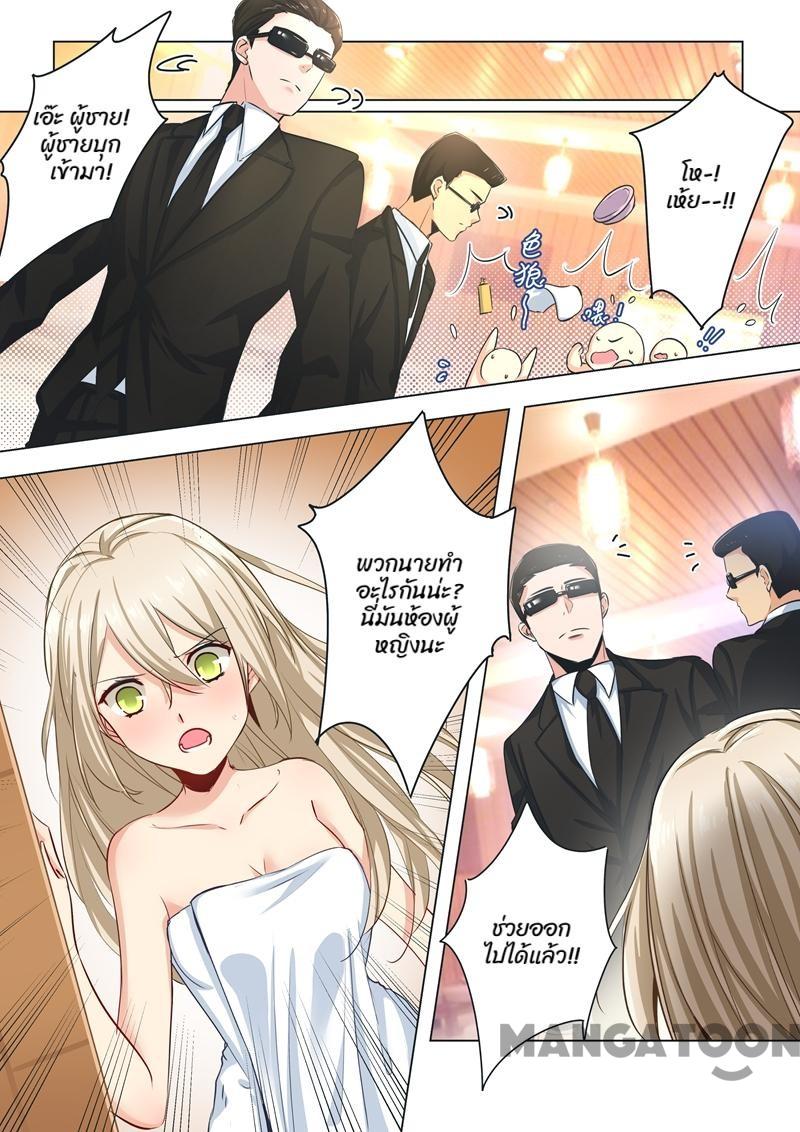 เอ๊ะ ผู้ชาย!
ผู้ชายบุก
เข้ามา!
โห-!
เห้ย--!!
色狼~
喂!
!!
พวกนายทำ
อะไรกันน่ะ?
นี่มันห้องผู้
หญิงนะ
ช่วยออก
ไปได้แล้ว!!
MANGATOON